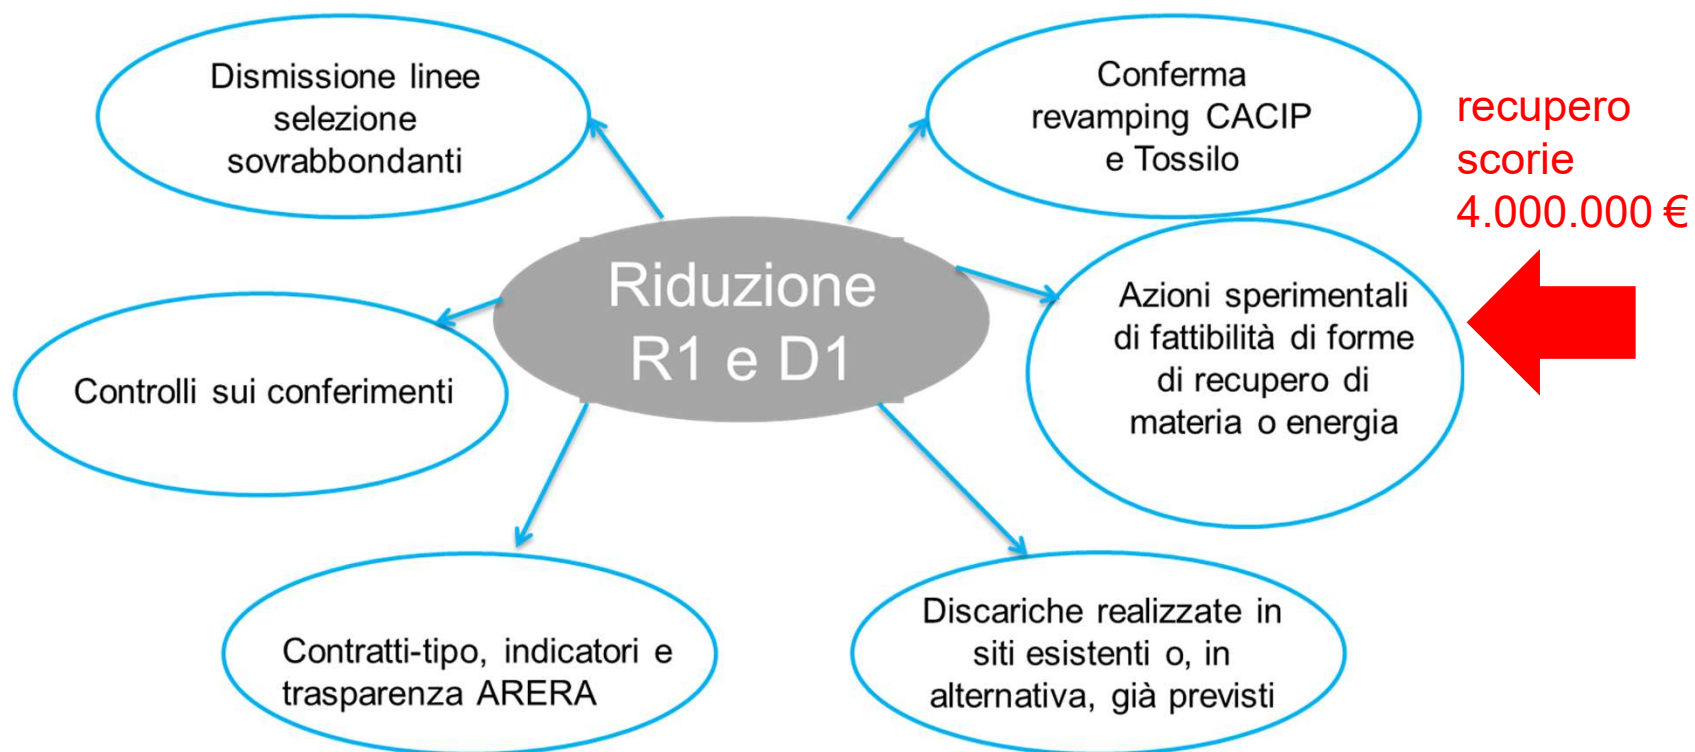 Dismissione linee
selezione
sovrabbondanti
Conferma
revamping CACIP
e Tossilo
recupero
scorie
4.000.000 €
Riduzione
R1 e D1
Azioni sperimentali
di fattibilità di forme
di recupero di
materia o energia
Controlli sui conferimenti
Contratti-tipo, indicatori e
trasparenza ARERA
Discariche realizzate in
siti esistenti o, in
alternativa, già previsti